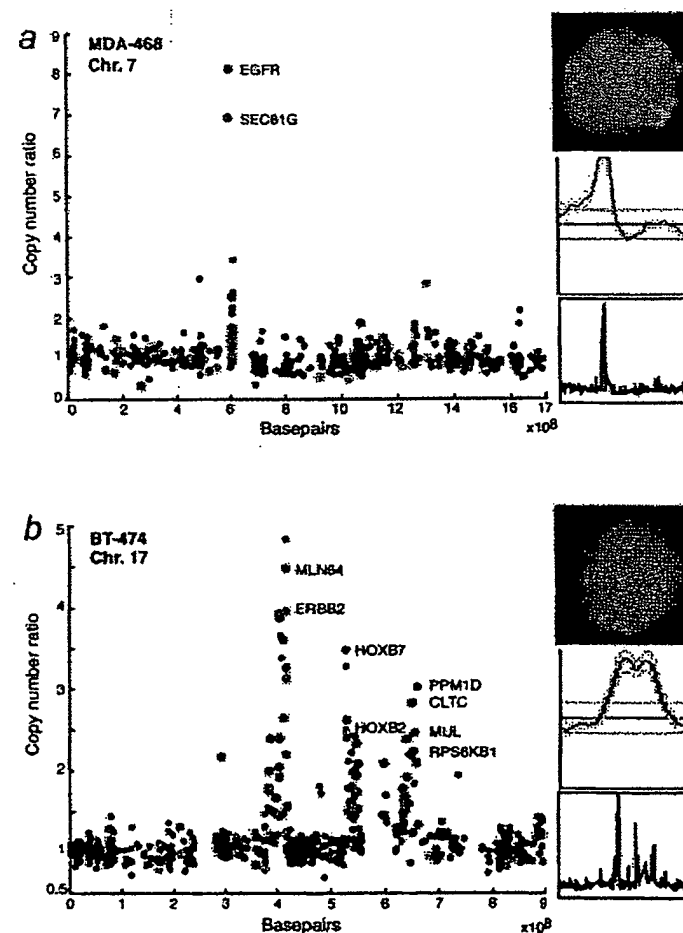 a
MDA-468
Chr. 7
9
8
7
6
5
4
3
2
1
0
Copy number ratio
EGFR
SEC61G
0 2 4 6 8 10 12 14 16 17
Basepairs
x10⁸
b
BT-474
Chr. 17
5
4
3
2
1
0.5
Copy number ratio
MLN64
ERBB2
HOXB7
PPM1D
CLTC
HOXB2
MUL
RPS6KB1
0 1 2 3 4 5 6 7 8 9
Basepairs
x10⁸